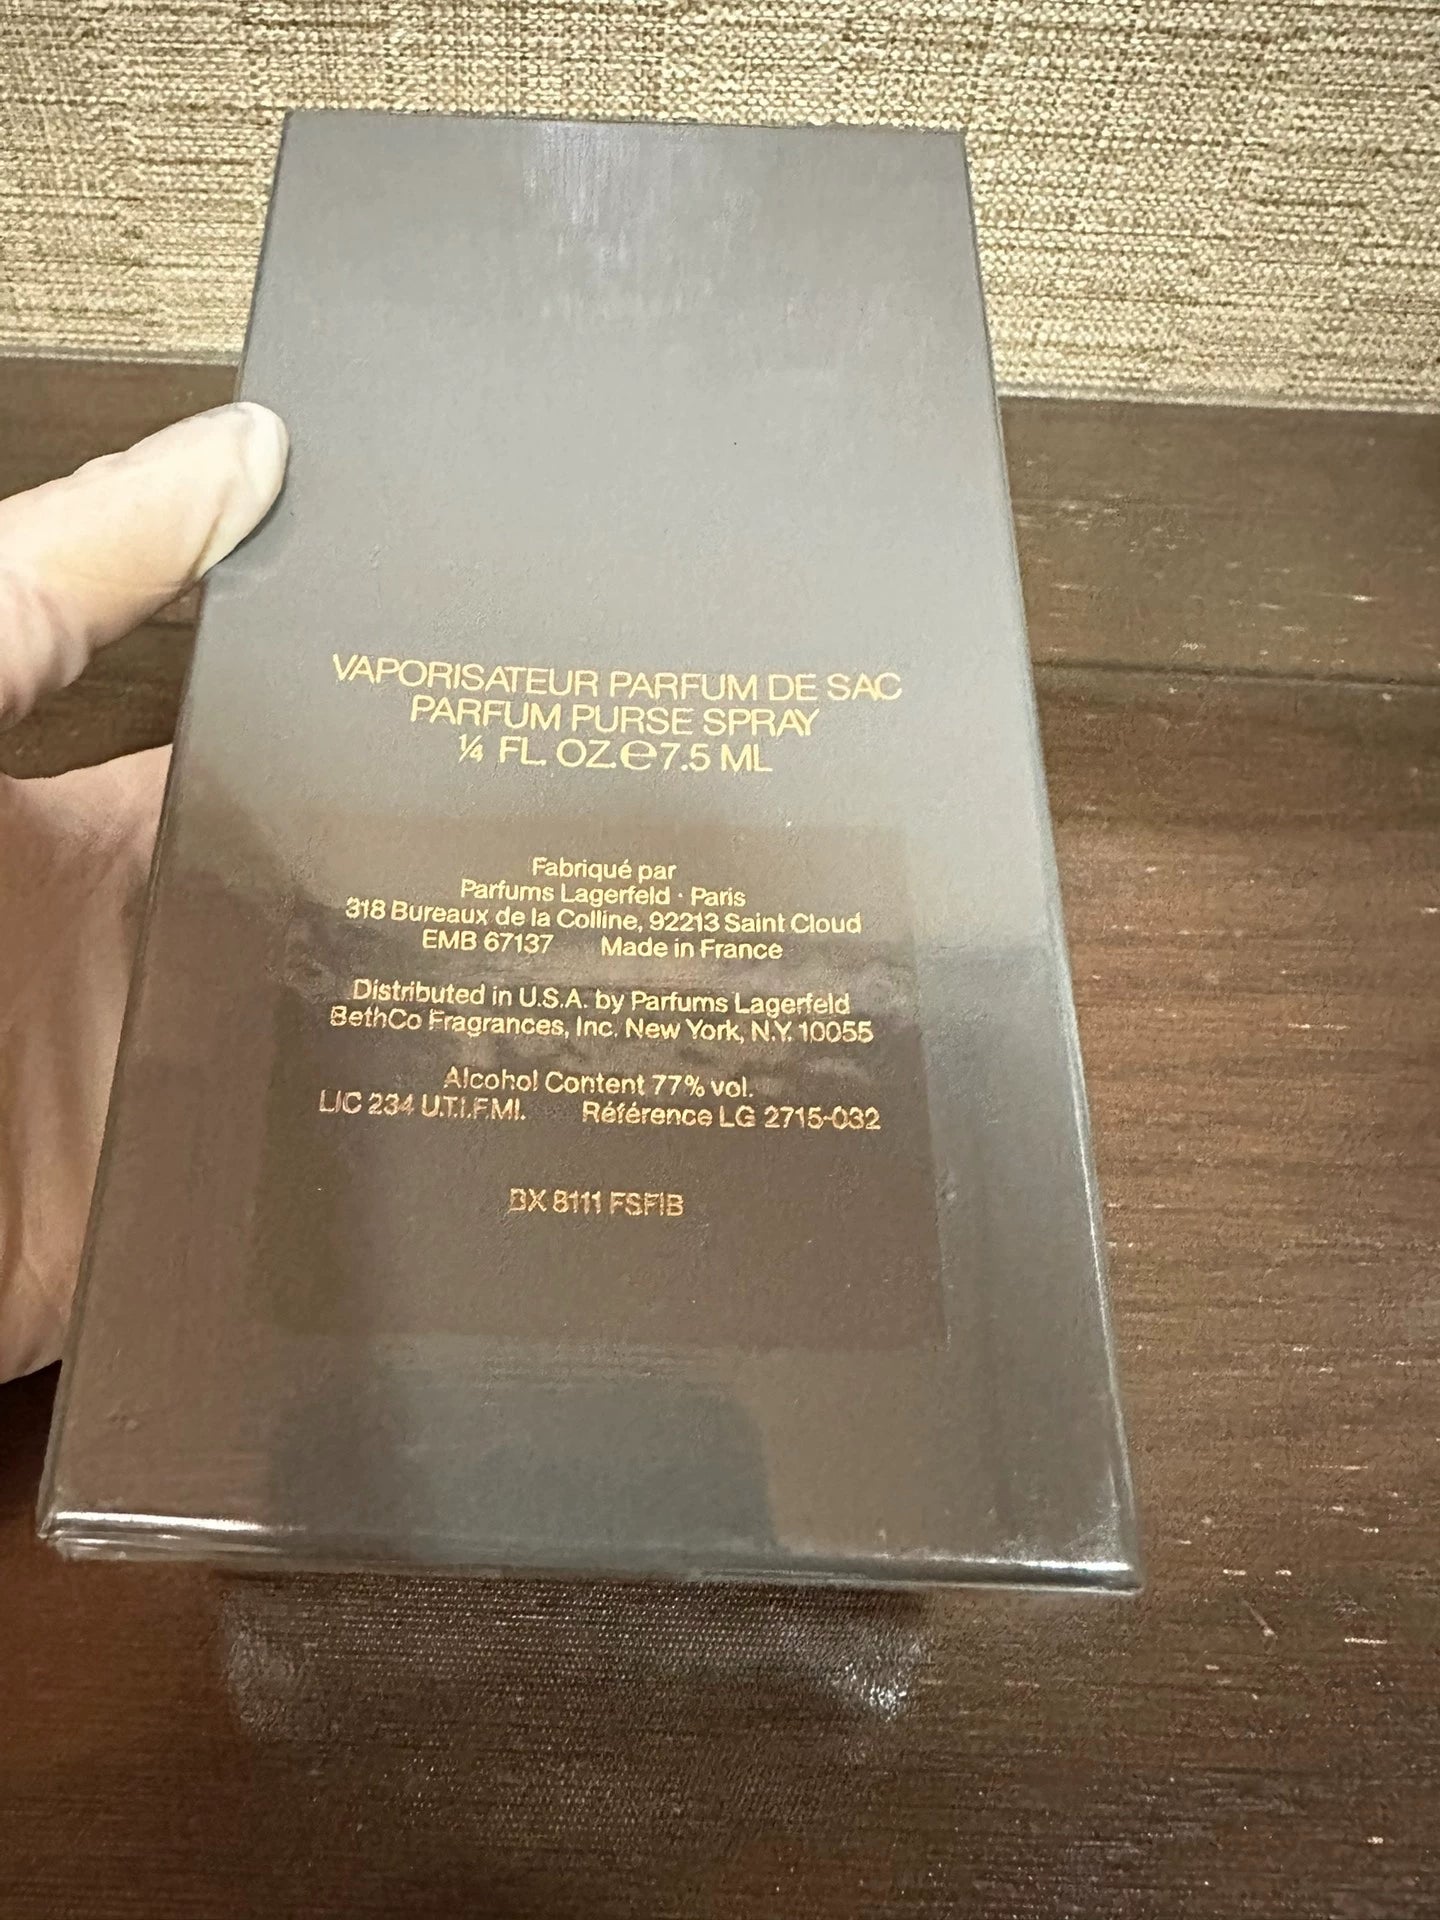 VAPORISATEUR PARFUM DE SAC
PARFUM PURSE SPRAY
¼ FL. OZ.℮7.5 ML
Fabriqué par
Parfums Lagerfeld · Paris
318 Bureaux de la Colline, 92213 Saint Cloud
EMB 67137 Made in France
Distributed in U.S.A. by Parfums Lagerfeld
BethCo Fragrances, Inc. New York, N.Y. 10055
Alcohol Content 77% vol.
LIC 234 U.T.I.F.MI. Référence LG 2715-032
BX 8111 FSFIB